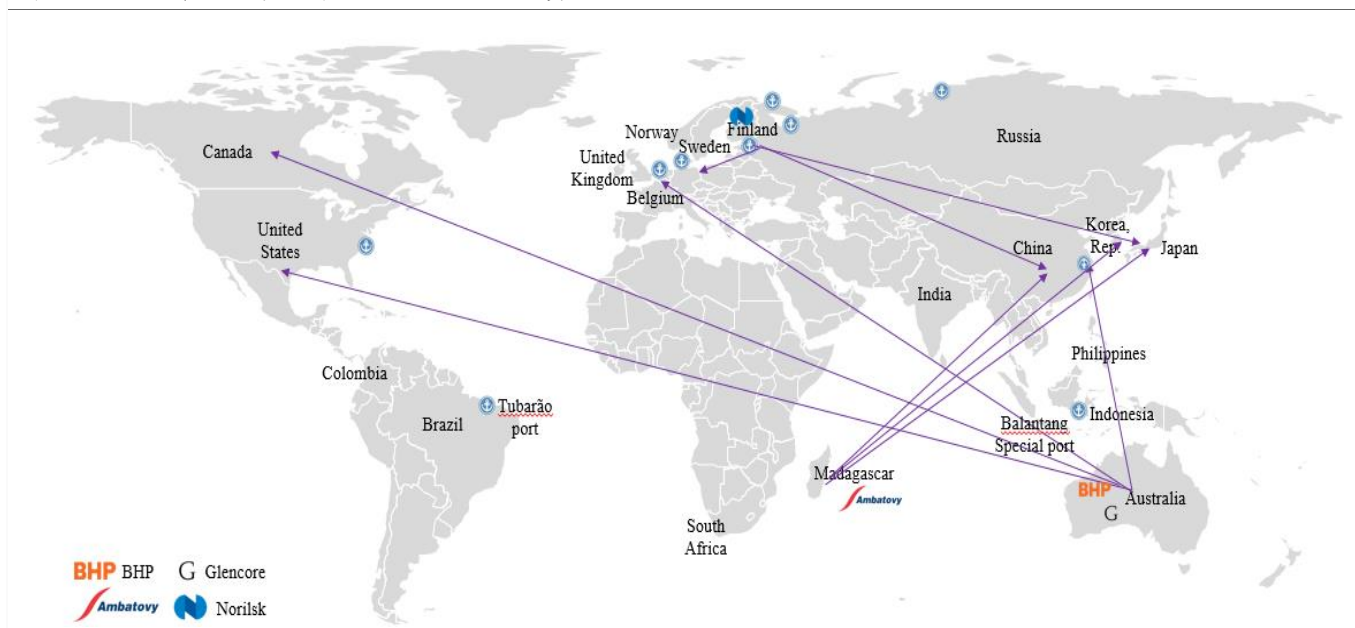 Russia
Norway
Finland
Sweden
Canada
United
Kingdom
Belgium
United
States
Korea,
Rep.
China
Japan
India
Philippines
Colombia
Brazil
Tubarão
port
Indonesia
Balantang
Special port
Madagascar
Ambatovy
BHP
Australia
G
South
Africa
BHP BHP G Glencore
Ambatovy Norilsk